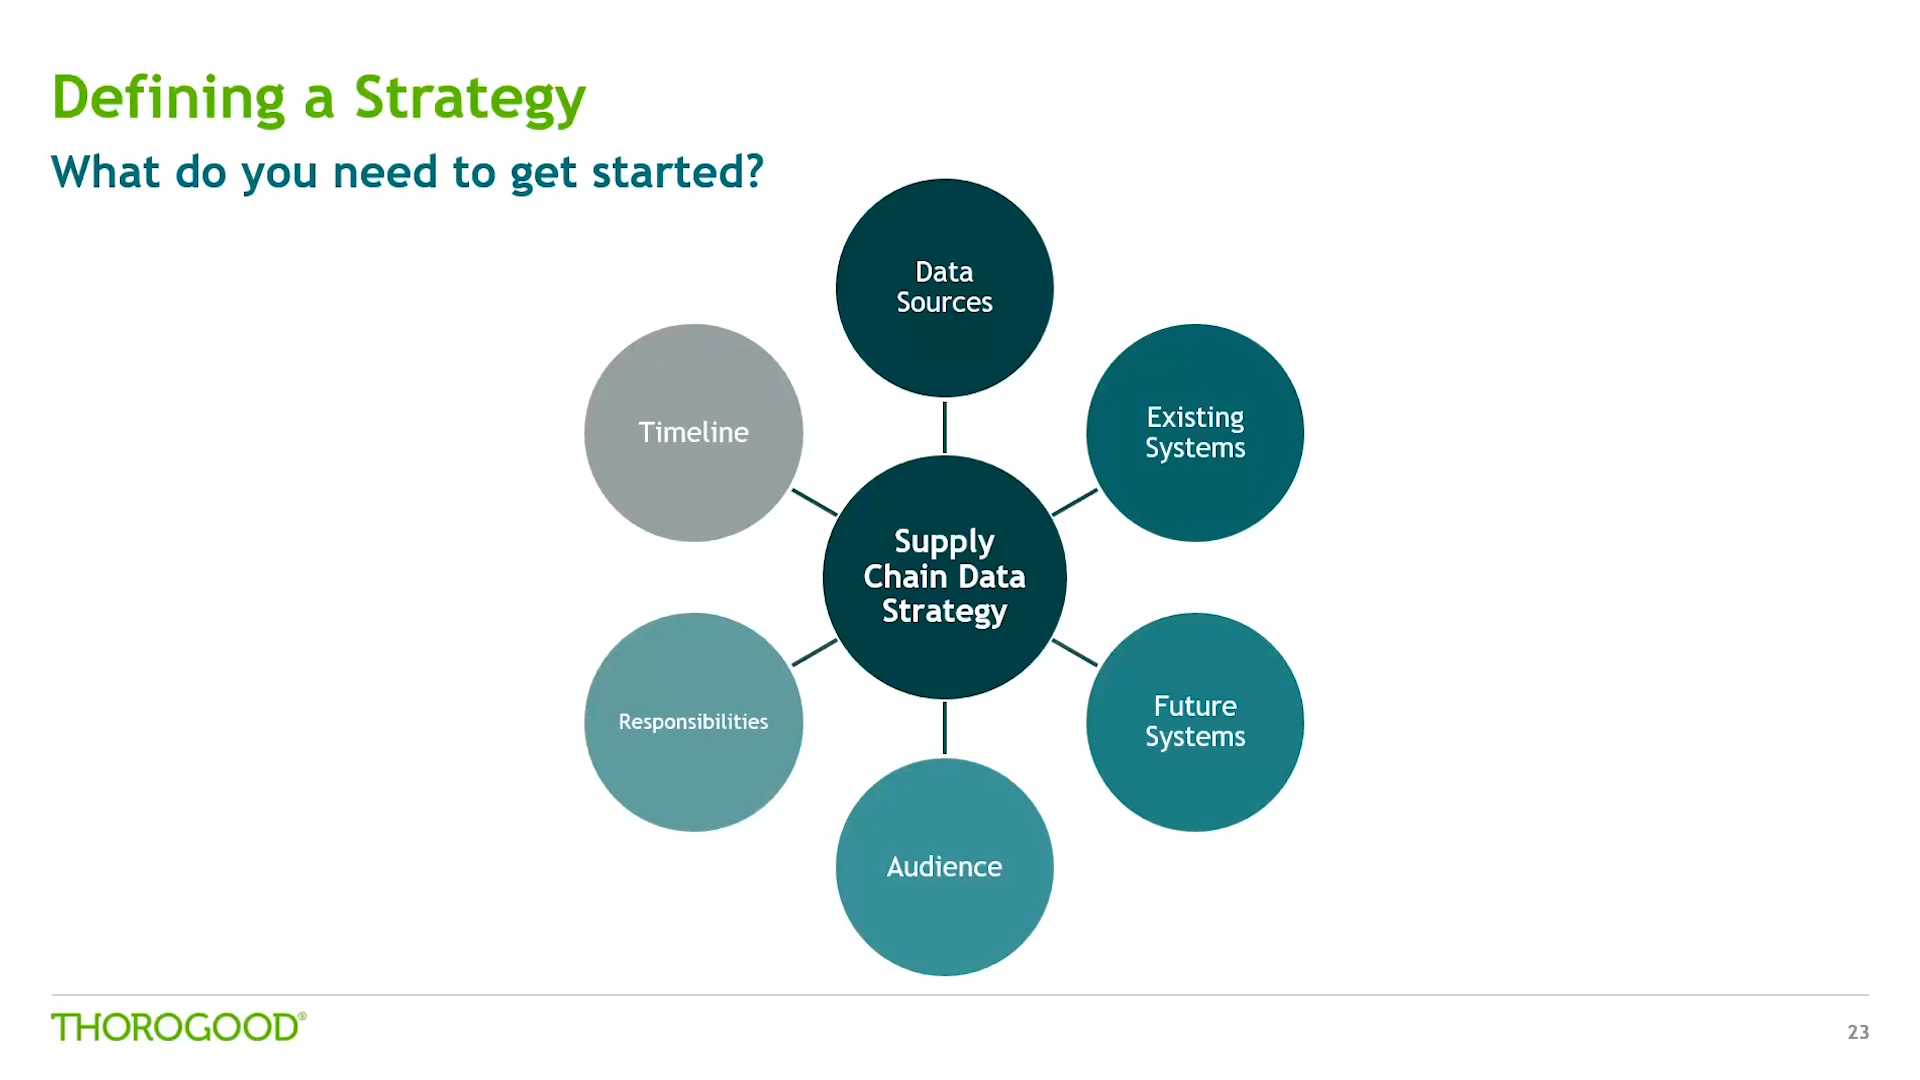 Defining a Strategy
What do you need to get started?
Data
Sources
Existing
Systems
Future
Systems
Audience
Responsibilities
Timeline
Supply
Chain Data
Strategy
THOROGOOD®
23